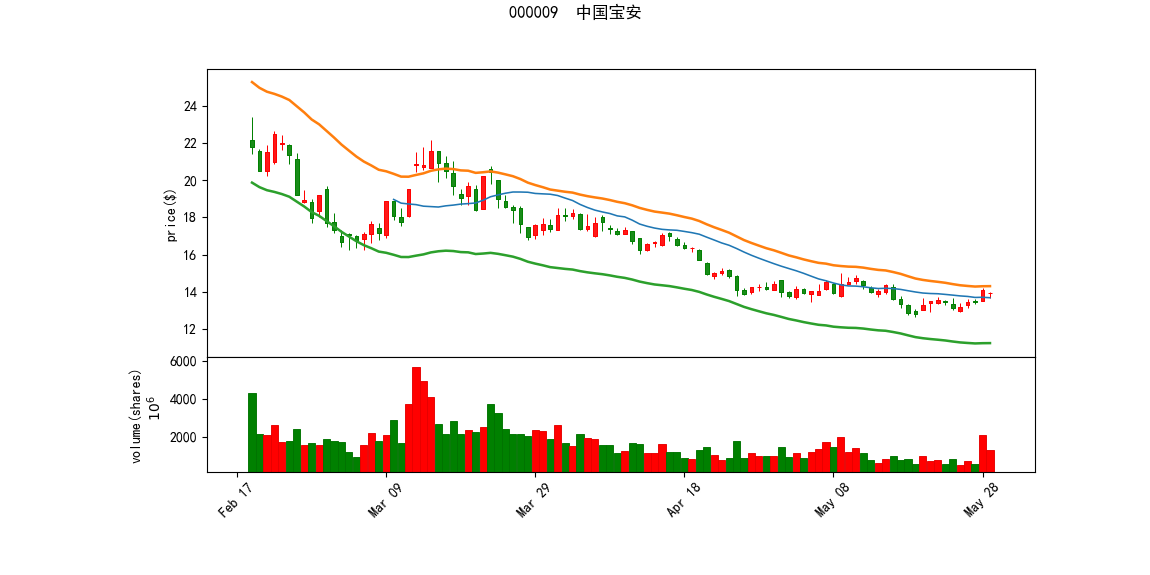 000009 中国宝安
price($)
24
22
20
18
16
14
12
volume(shares)
10^6
6000
4000
2000
Feb 17
Mar 09
Mar 29
Apr 18
May 08
May 28